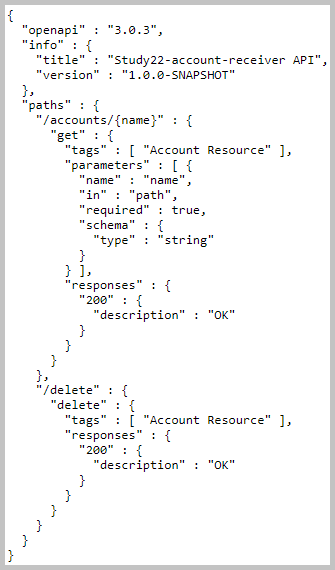 {
  "openapi" : "3.0.3",
  "info" : {
    "title" : "Study22-account-receiver API",
    "version" : "1.0.0-SNAPSHOT"
  },
  "paths" : {
    "/accounts/{name}" : {
      "get" : {
        "tags" : [ "Account Resource" ],
        "parameters" : [ {
          "name" : "name",
          "in" : "path",
          "required" : true,
          "schema" : {
            "type" : "string"
          }
        } ],
        "responses" : {
          "200" : {
            "description" : "OK"
          }
        }
      }
    },
    "/delete" : {
      "delete" : {
        "tags" : [ "Account Resource" ],
        "responses" : {
          "200" : {
            "description" : "OK"
          }
        }
      }
    }
  }
}